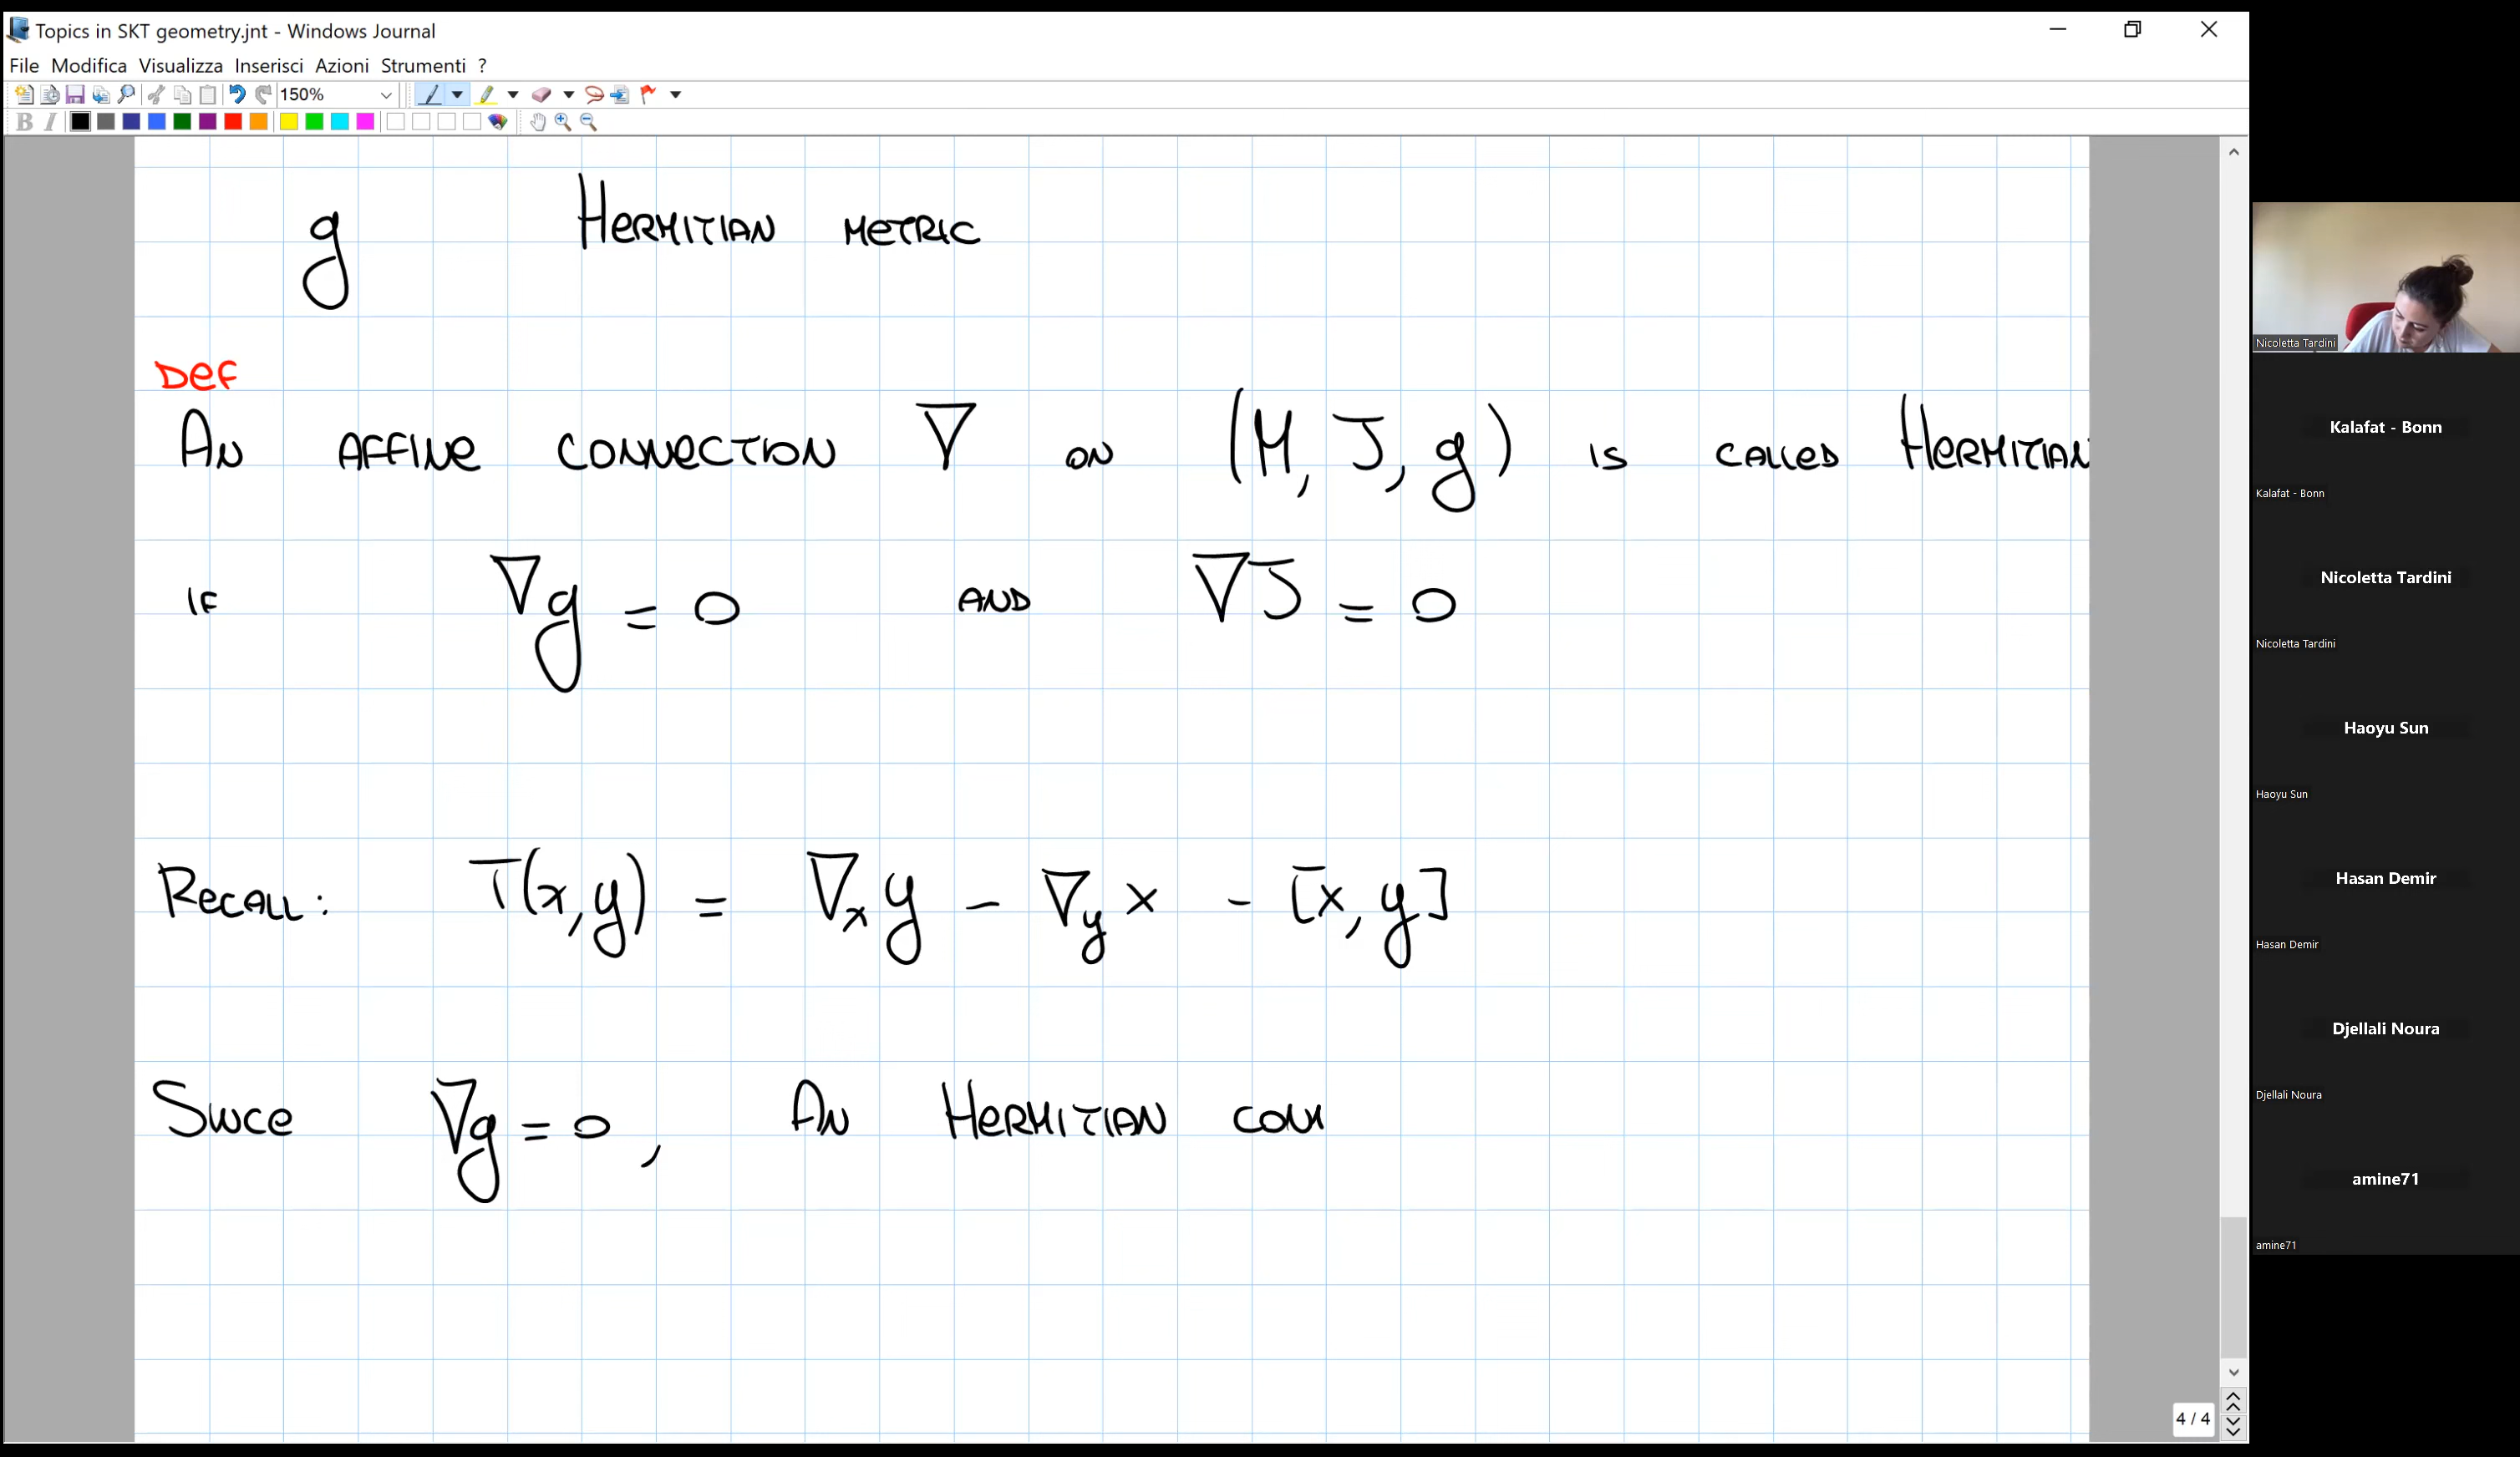 Topics in SKT geometry.jnt - Windows Journal
File Modifica Visualizza Inserisci Azioni Strumenti ?
150%
B I
g HERMITIAN METRIC
DEF
AN AFFINE CONNECTION ∇ ON (M, J, g) IS CALLED HERMITIAN
IF ∇g = 0 AND ∇J = 0
RECALL: T(x,y) = ∇ₓy - ∇_y x - [x,y]
SINCE ∇g = 0, AN HERMITIAN CONN
4 / 4
Nicoletta Tardini
Kalafat - Bonn
Kalafat - Bonn
Nicoletta Tardini
Nicoletta Tardini
Haoyu Sun
Haoyu Sun
Hasan Demir
Hasan Demir
Djellali Noura
Djellali Noura
amine71
amine71